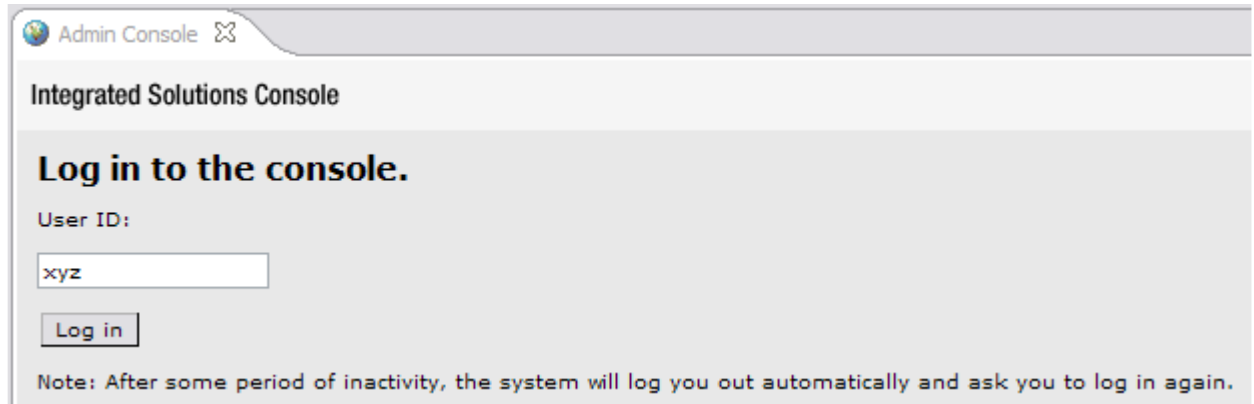 Admin Console
Integrated Solutions Console
Log in to the console.
User ID:
xyz
Log in
Note: After some period of inactivity, the system will log you out automatically and ask you to log in again.